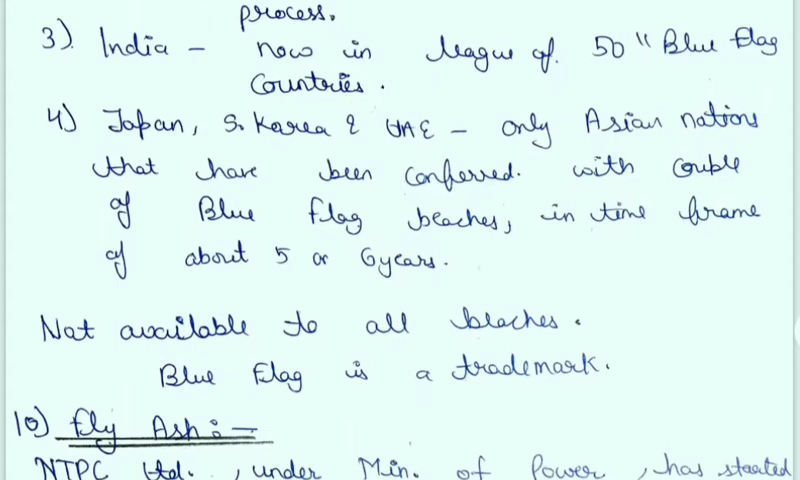 process.
3) India - now in league of 50 "Blue Flag
Countries.
4) Japan, S. Korea & UAE - only Asian nations
that have been conferred with couple
of Blue Flag beaches, in time frame
of about 5 or 6 years.
Not available to all beaches.
Blue Flag is a trademark.
10) Fly Ash :-
NTPC Ltd., under Min. of Power, has started